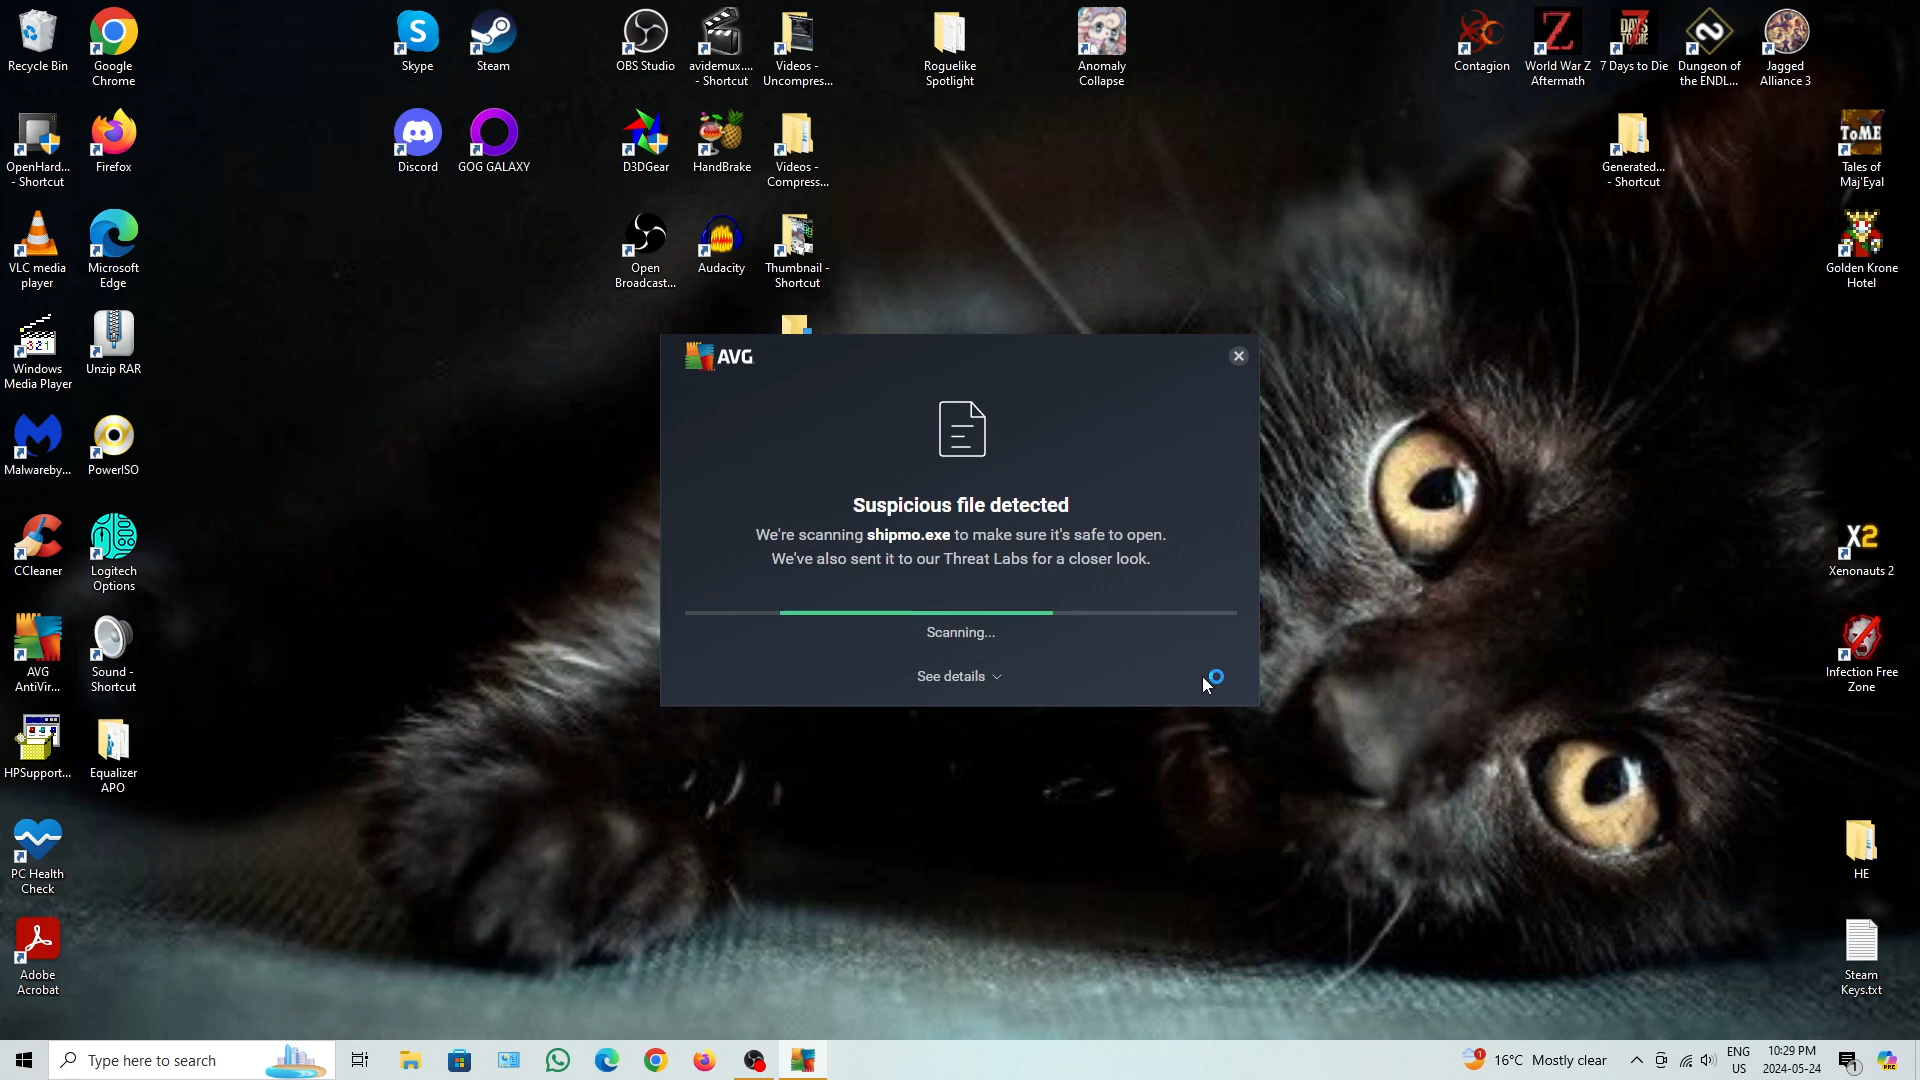 Recycle Bin
Google
Chrome
Skype
Steam
OBS Studio
avidemux....
- Shortcut
Videos -
Uncompres...
Roguelike
Spotlight
Anomaly
Collapse
Contagion
World War Z
Aftermath
7 Days to Die
Dungeon of
the ENDL...
Jagged
Alliance 3
OpenHard...
- Shortcut
Firefox
Discord
GOG GALAXY
D3DGear
HandBrake
Videos -
Compress...
Generated...
- Shortcut
ToME
Tales of
Maj'Eyal
VLC media
player
Microsoft
Edge
Open
Broadcast...
Audacity
Thumbnail -
Shortcut
Golden Krone
Hotel
321
Windows
Media Player
Unzip RAR
AVG
Malwareby...
PowerISO
Suspicious file detected
We're scanning shipmo.exe to make sure it's safe to open.
We've also sent it to our Threat Labs for a closer look.
Scanning...
See details
CCleaner
Logitech
Options
X2
Xenonauts 2
AVG
AntiVir...
Sound -
Shortcut
Infection Free
Zone
HPSupport...
Equalizer
APO
PC Health
Check
HE
Adobe
Acrobat
Steam
Keys.txt
Type here to search
1
16°C Mostly clear
ENG
US
10:29 PM
2024-05-24
1
PRE